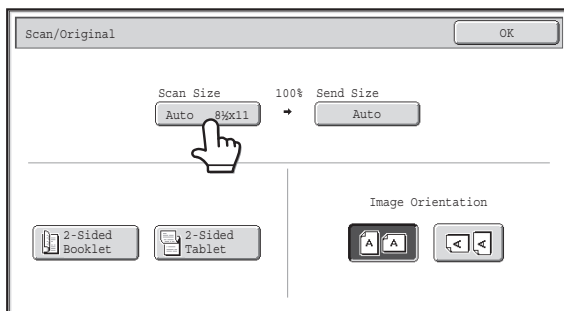 Scan/Original
OK
Scan Size 100% Send Size
Auto 8½x11 ➡ Auto
Image Orientation
2-Sided
Booklet
2-Sided
Tablet
A A A A